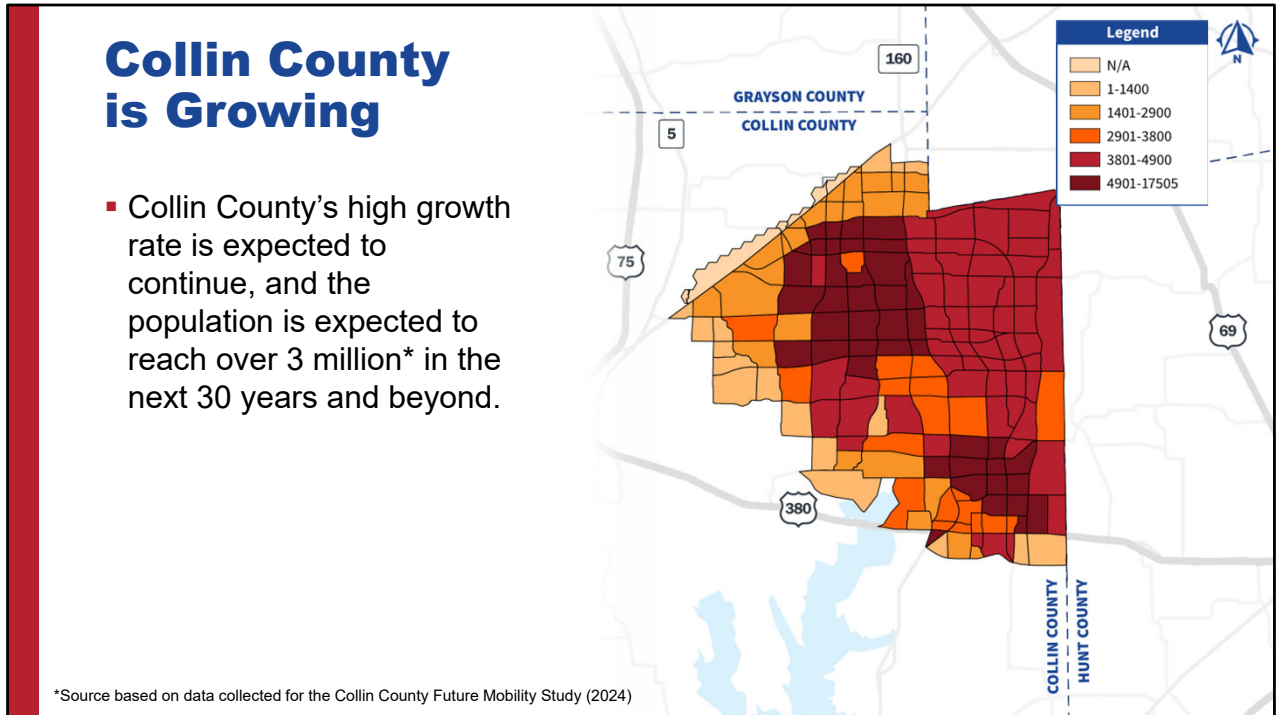 Collin County
is Growing
▪ Collin County’s high growth
rate is expected to
continue, and the
population is expected to
reach over 3 million* in the
next 30 years and beyond.
160
GRAYSON COUNTY
COLLIN COUNTY
5
75
69
380
Legend
N/A
1-1400
1401-2900
2901-3800
3801-4900
4901-17505
N
COLLIN COUNTY
HUNT COUNTY
*Source based on data collected for the Collin County Future Mobility Study (2024)